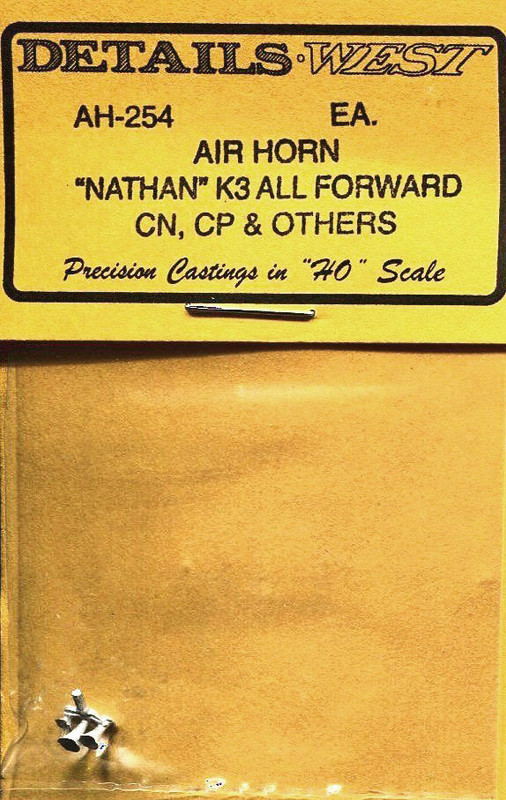 DETAILS·WEST
AH-254 EA.
AIR HORN
"NATHAN" K3 ALL FORWARD
CN, CP & OTHERS
Precision Castings in "HO" Scale